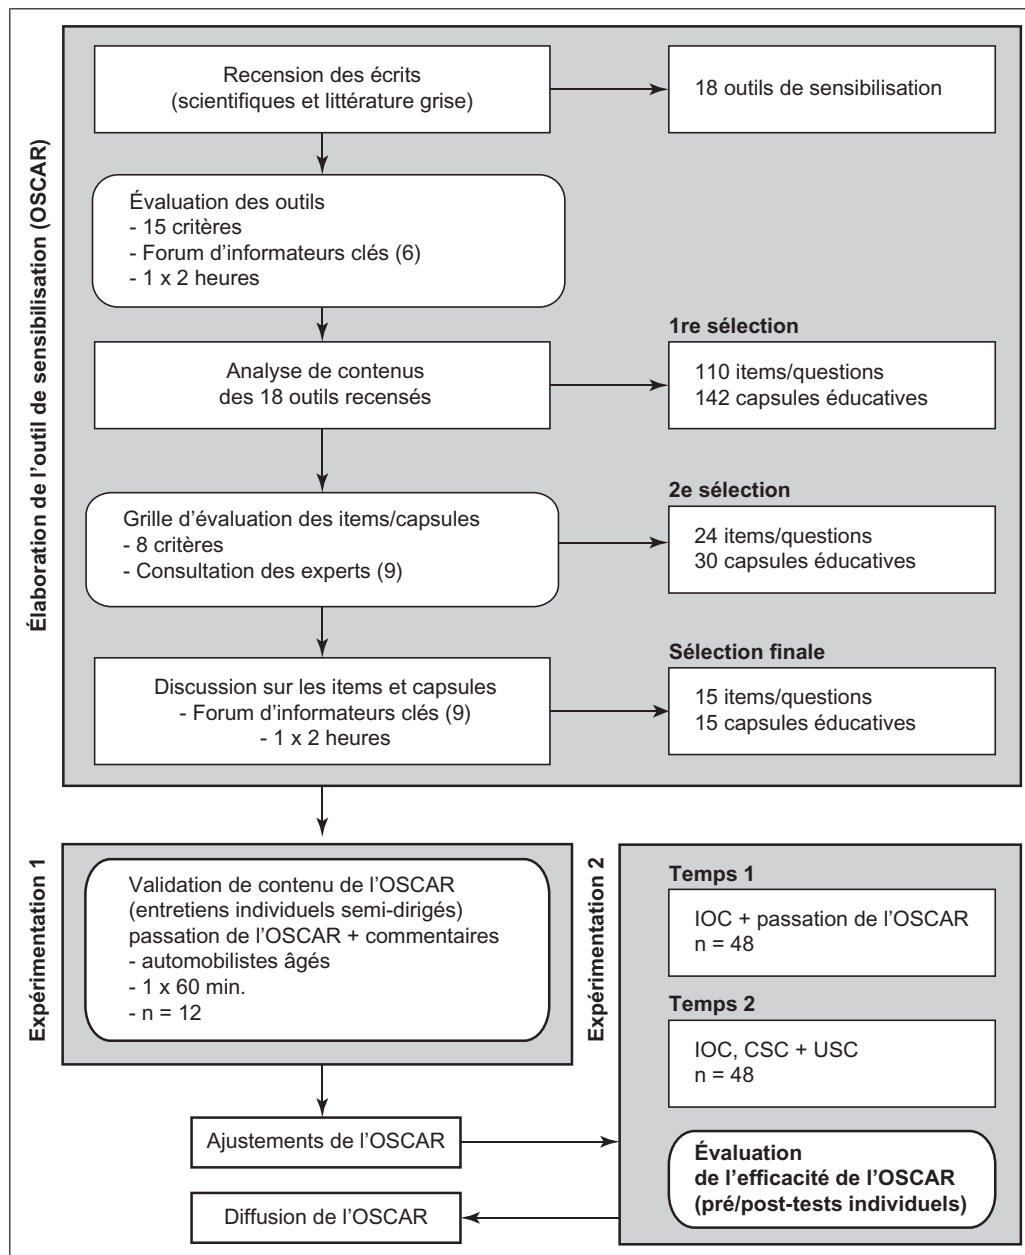 Élaboration de l'outil de sensibilisation (OSCAR)
Recension des écrits
(scientifiques et littérature grise)
18 outils de sensibilisation
Évaluation des outils
- 15 critères
- Forum d'informateurs clés (6)
- 1 x 2 heures
Analyse de contenus
des 18 outils recensés
1re sélection
110 items/questions
142 capsules éducatives
Grille d'évaluation des items/capsules
- 8 critères
- Consultation des experts (9)
2e sélection
24 items/questions
30 capsules éducatives
Discussion sur les items et capsules
- Forum d'informateurs clés (9)
- 1 x 2 heures
Sélection finale
15 items/questions
15 capsules éducatives
Expérimentation 1
Validation de contenu de l'OSCAR
(entretiens individuels semi-dirigés)
passation de l'OSCAR + commentaires
- automobilistes âgés
- 1 x 60 min.
- n = 12
Ajustements de l'OSCAR
Expérimentation 2
Temps 1
IOC + passation de l'OSCAR
n = 48
Temps 2
IOC, CSC + USC
n = 48
Évaluation
de l'efficacité de l'OSCAR
(pré/post-tests individuels)
Diffusion de l'OSCAR